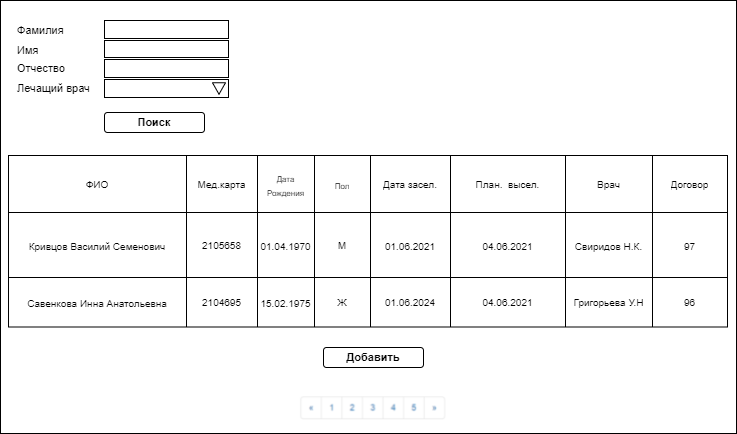 Фамилия
Имя
Отчество
Лечащий врач
Поиск
ФИО Мед.карта Дата Рождения Пол Дата засел. План. высел. Врач Договор
Кривцов Василий Семенович 2105658 01.04.1970 М 01.06.2021 04.06.2021 Свиридов Н.К. 97
Савенкова Инна Анатольевна 2104695 15.02.1975 Ж 01.06.2024 04.06.2021 Григорьева У.Н 96
Добавить
« 1 2 3 4 5 »